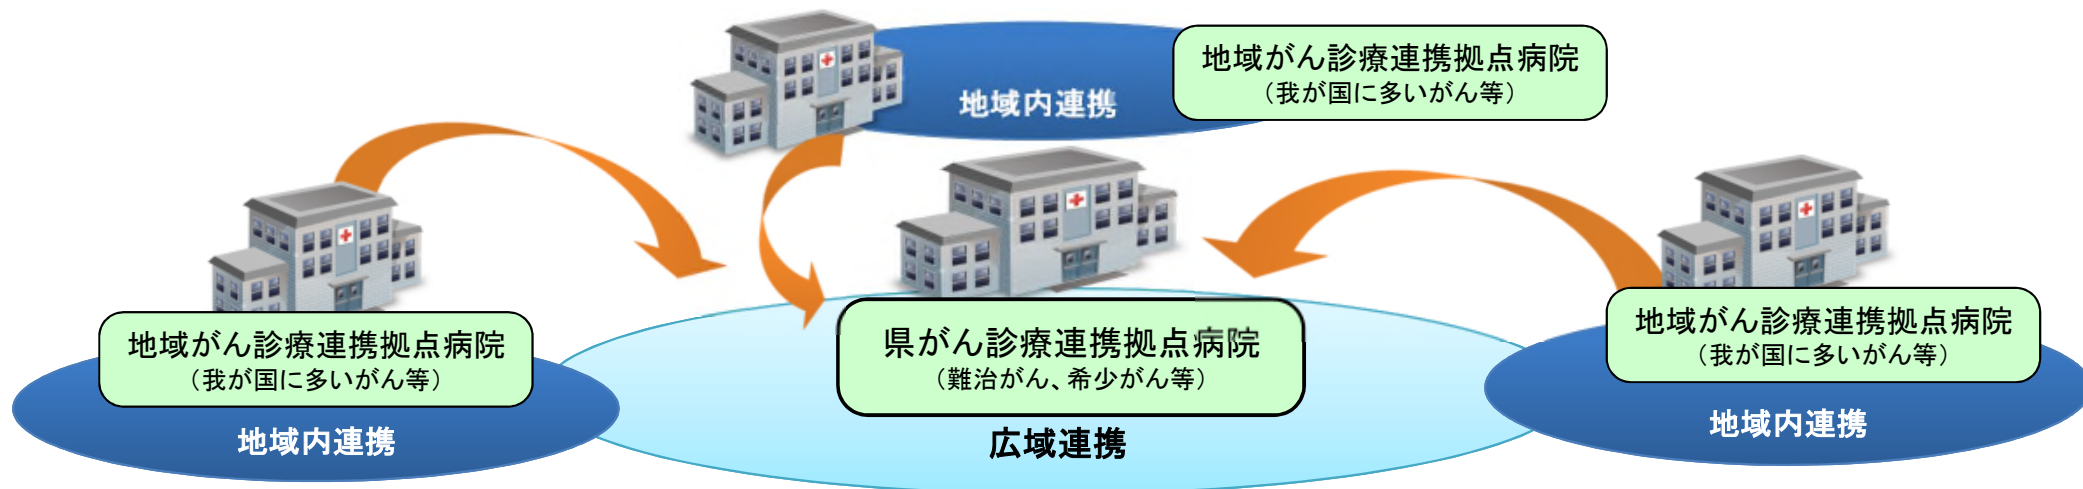 地域内連携
地域がん診療連携拠点病院
（我が国に多いがん等）
地域がん診療連携拠点病院
（我が国に多いがん等）
地域内連携
県がん診療連携拠点病院
（難治がん、希少がん等）
広域連携
地域がん診療連携拠点病院
（我が国に多いがん等）
地域内連携